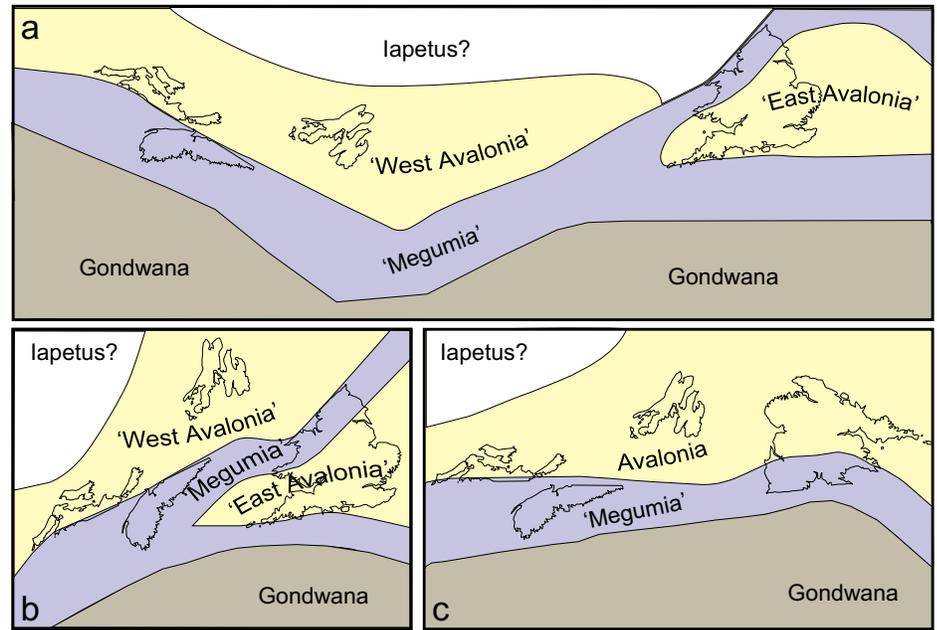 a
Iapetus?
‘East Avalonia’
‘West Avalonia’
‘Megumia’
Gondwana
Gondwana
Iapetus?
‘West Avalonia’
‘Megumia’
‘East Avalonia’
Gondwana
b
Iapetus?
Avalonia
‘Megumia’
Gondwana
c